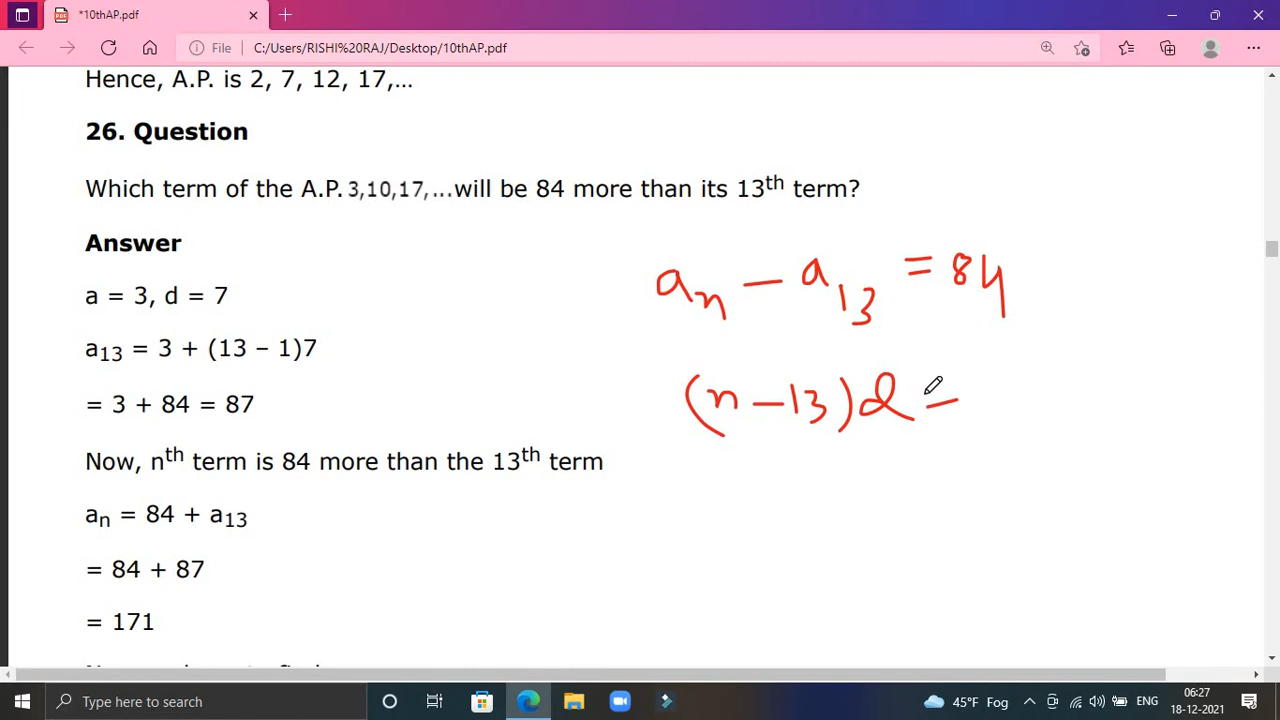 *10thAP.pdf
File C:/Users/RISHI%20RAJ/Desktop/10thAP.pdf
Hence, A.P. is 2, 7, 12, 17,...
26. Question
Which term of the A.P. 3,10,17,...will be 84 more than its 13th term?
Answer
a = 3, d = 7
a13 = 3 + (13 – 1)7
= 3 + 84 = 87
Now, nth term is 84 more than the 13th term
an = 84 + a13
= 84 + 87
= 171
an – a13 = 84
(n – 13)d =
Type here to search
45°F Fog
ENG
06:27
18-12-2021